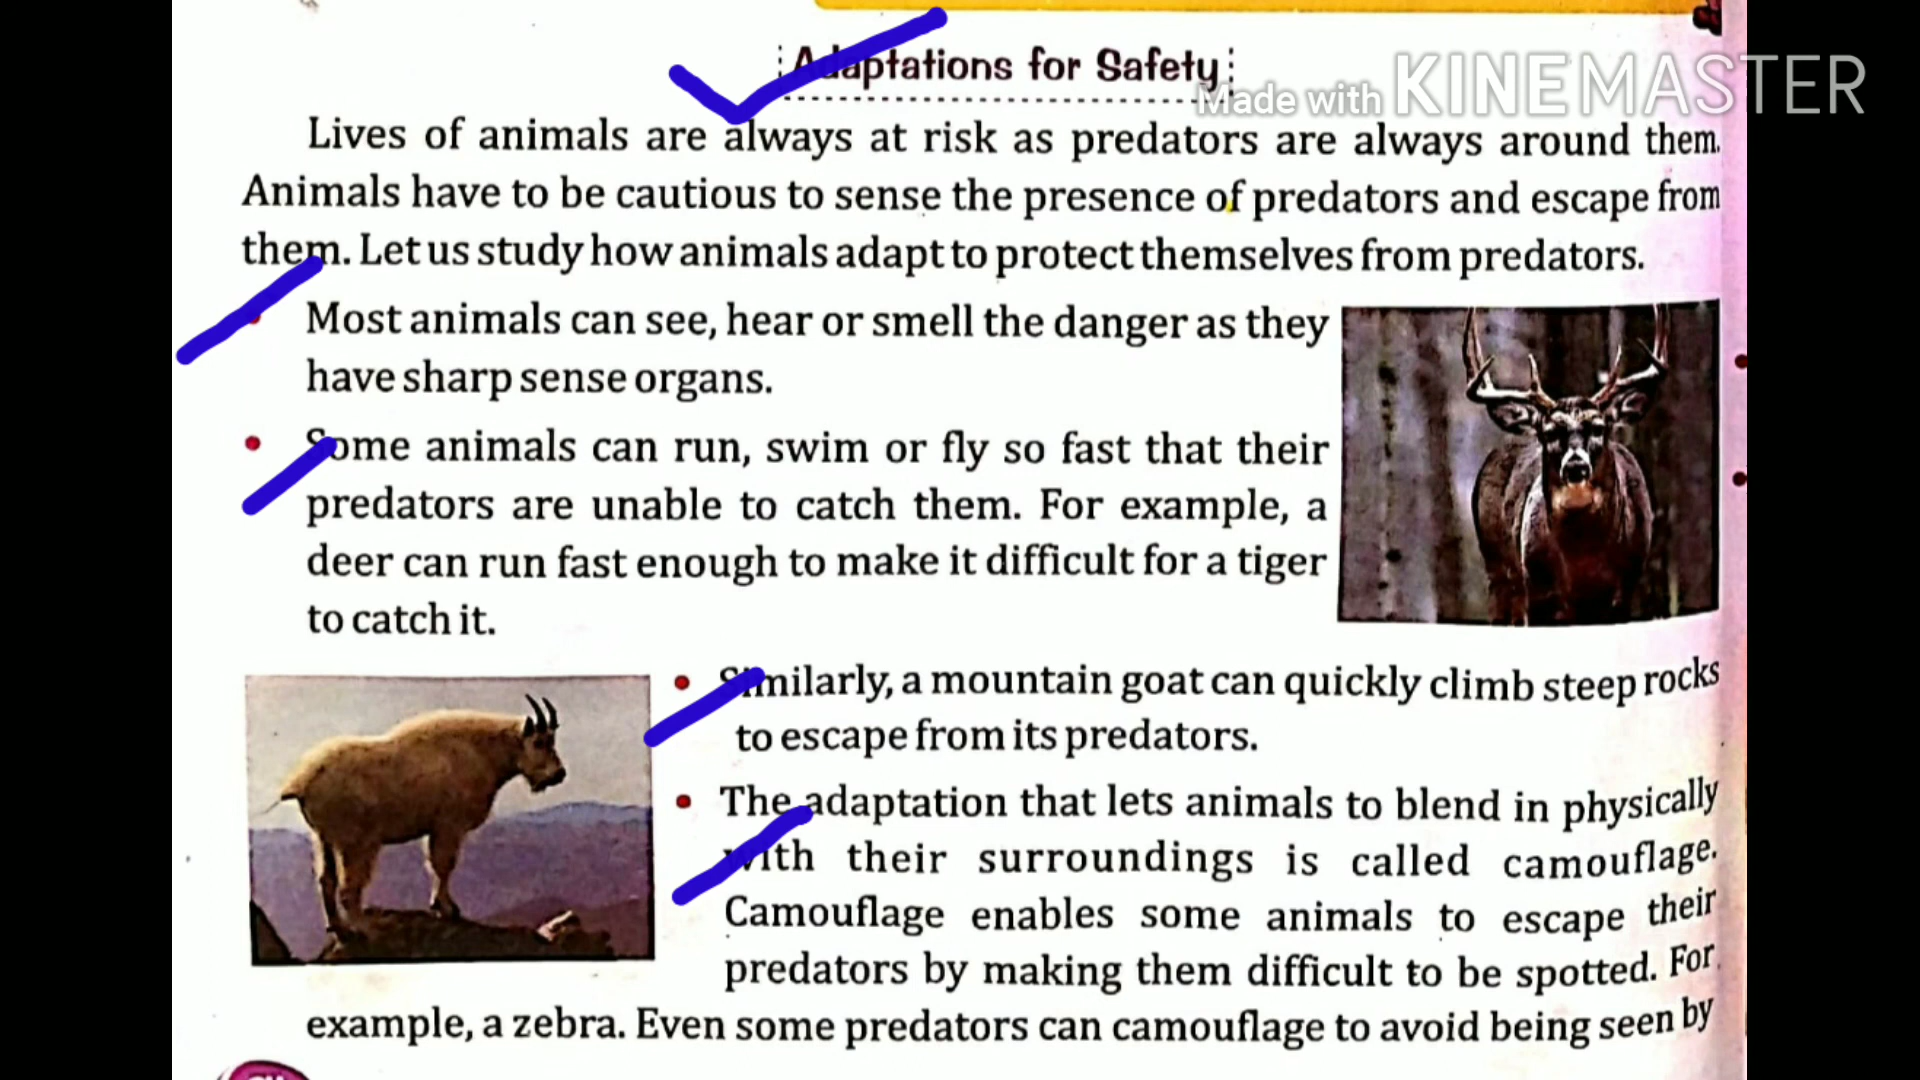 Adaptations for Safety
Made with KINEMASTER
Lives of animals are always at risk as predators are always around them.
Animals have to be cautious to sense the presence of predators and escape from
them. Let us study how animals adapt to protect themselves from predators.
• Most animals can see, hear or smell the danger as they
have sharp sense organs.
• Some animals can run, swim or fly so fast that their
predators are unable to catch them. For example, a
deer can run fast enough to make it difficult for a tiger
to catch it.
• Similarly, a mountain goat can quickly climb steep rocks
to escape from its predators.
• The adaptation that lets animals to blend in physically
with their surroundings is called camouflage.
Camouflage enables some animals to escape their
predators by making them difficult to be spotted. For
example, a zebra. Even some predators can camouflage to avoid being seen by